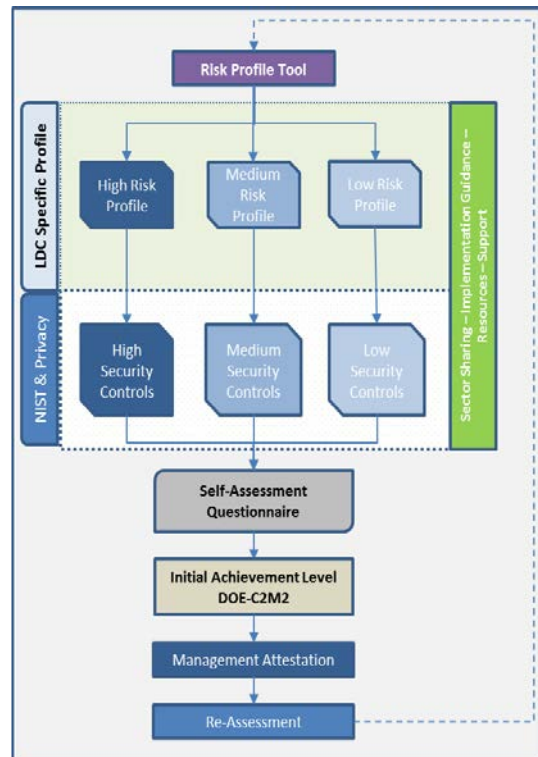 Risk Profile Tool
LDC Specific Profile
High Risk
Profile
Medium
Risk
Profile
Low Risk
Profile
Sector Sharing – Implementation Guidance –
Resources – Support
NIST & Privacy
High
Security
Controls
Medium
Security
Controls
Low
Security
Controls
Self-Assessment
Questionnaire
Initial Achievement Level
DOE-C2M2
Management Attestation
Re-Assessment